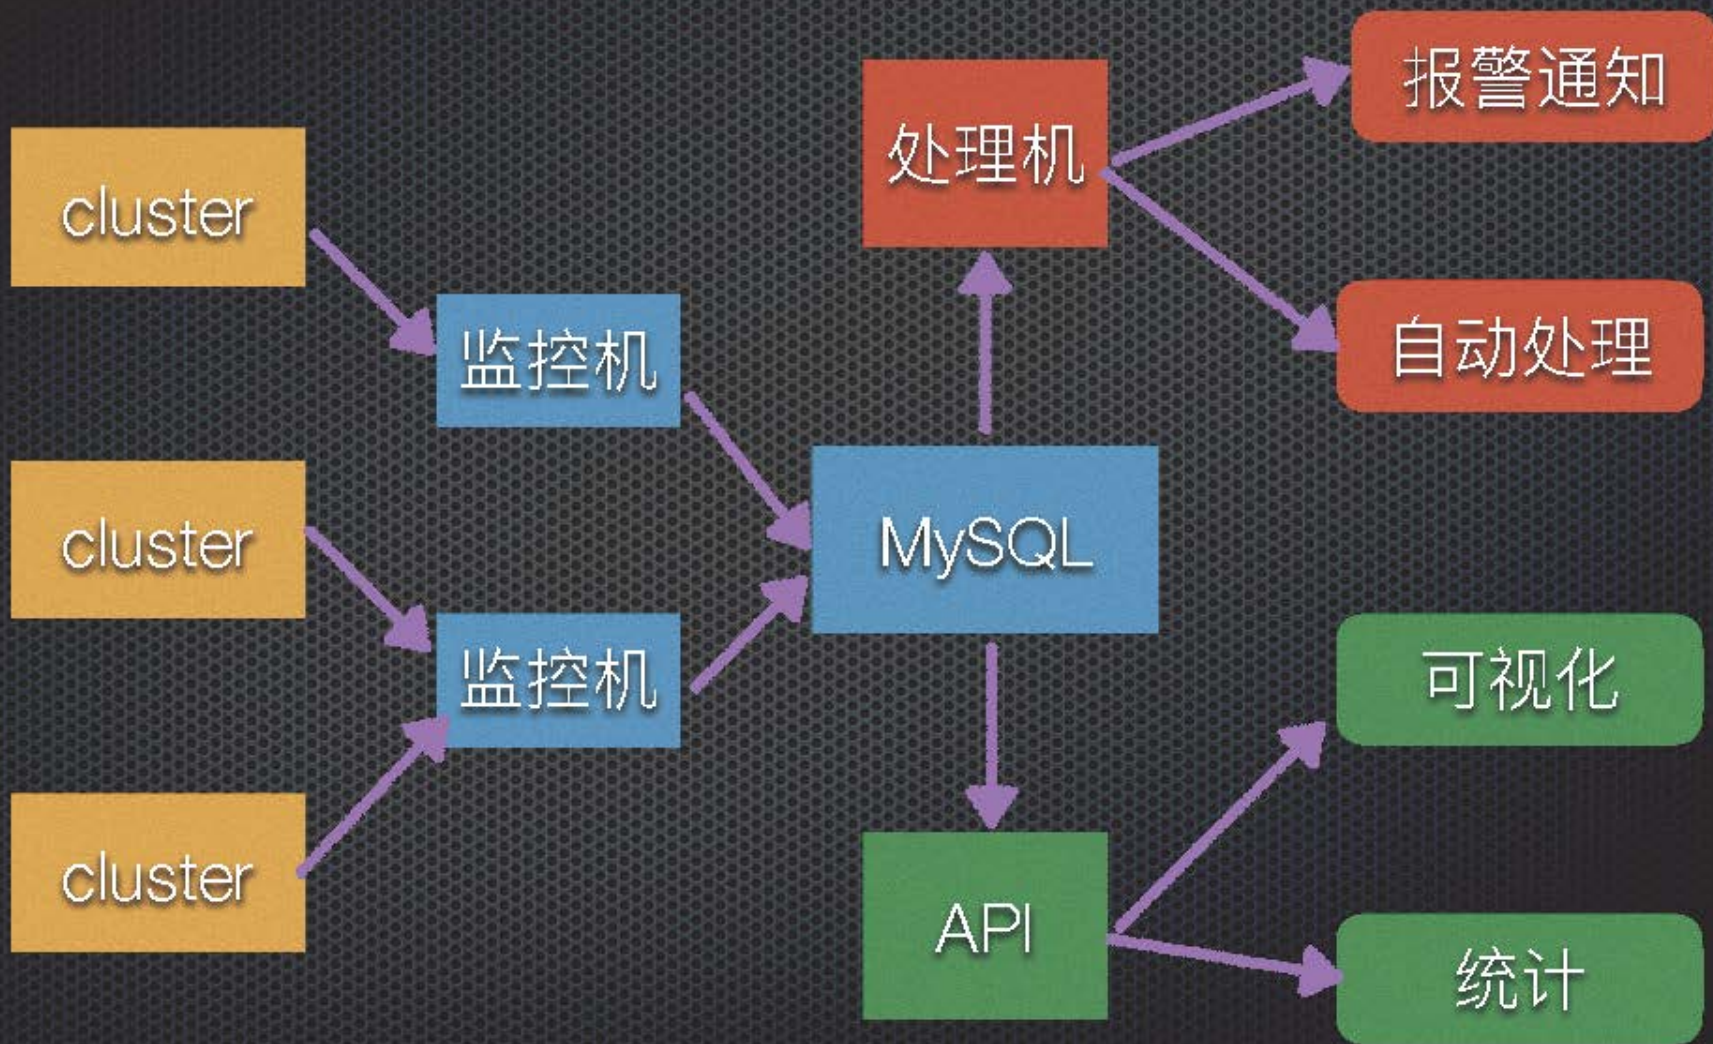 cluster
cluster
cluster
监控机
监控机
MySQL
处理机
报警通知
自动处理
API
可视化
统计